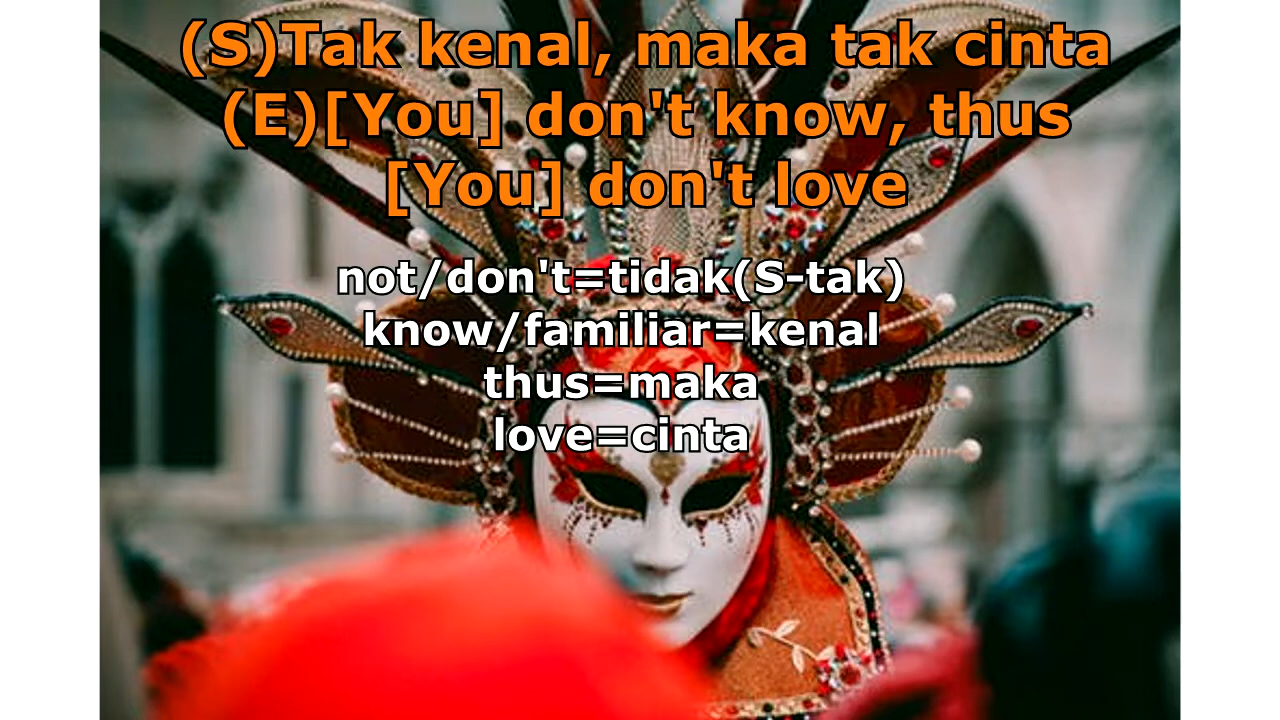 (S)Tak kenal, maka tak cinta
(E)[You] don't know, thus
[You] don't love
not/don't=tidak(S-tak)
know/familiar=kenal
thus=maka
love=cinta